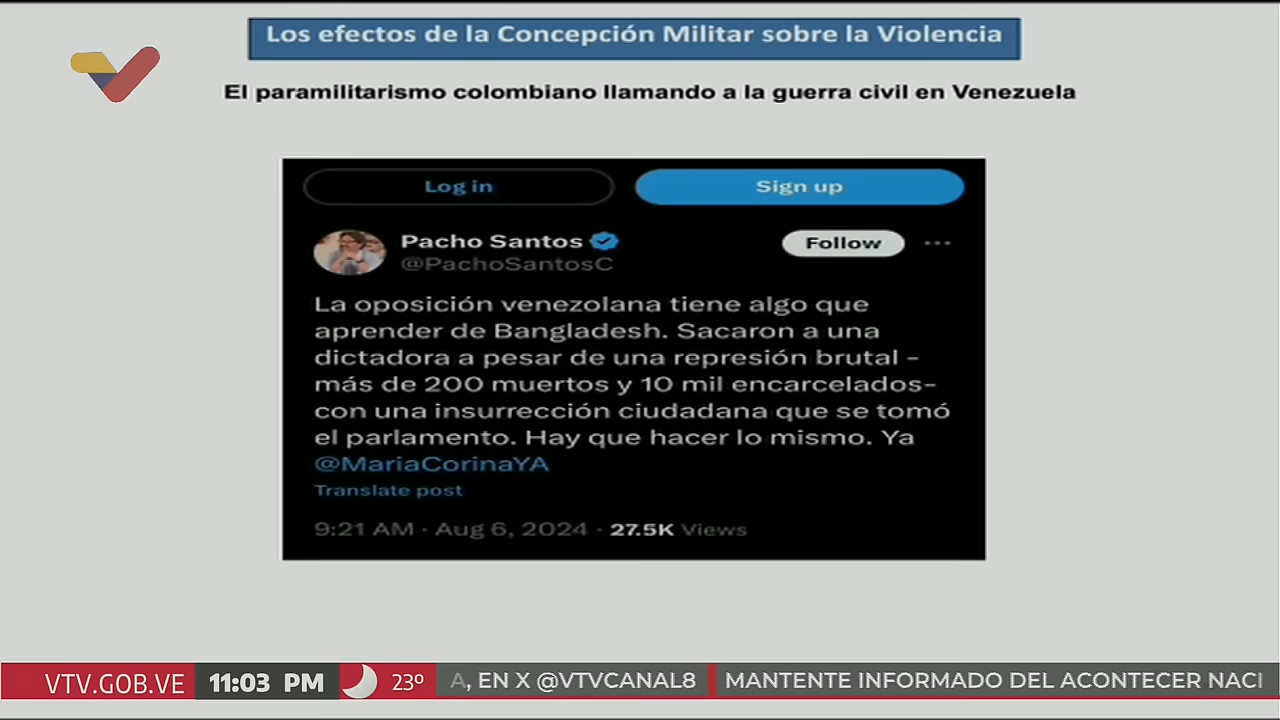 Los efectos de la Concepción Militar sobre la Violencia
El paramilitarismo colombiano llamando a la guerra civil en Venezuela
Log in
Sign up
Pacho Santos
Follow
@PachoSantosC
La oposición venezolana tiene algo que
aprender de Bangladesh. Sacaron a una
dictadora a pesar de una represión brutal -
más de 200 muertos y 10 mil encarcelados-
con una insurrección ciudadana que se tomó
el parlamento. Hay que hacer lo mismo. Ya
@MariaCorinaYA
Translate post
9:21 AM · Aug 6, 2024 · 27.5K Views
VTV.GOB.VE 11:03 PM 23º A, EN X @VTVCANAL8 MANTENTE INFORMADO DEL ACONTECER NACI